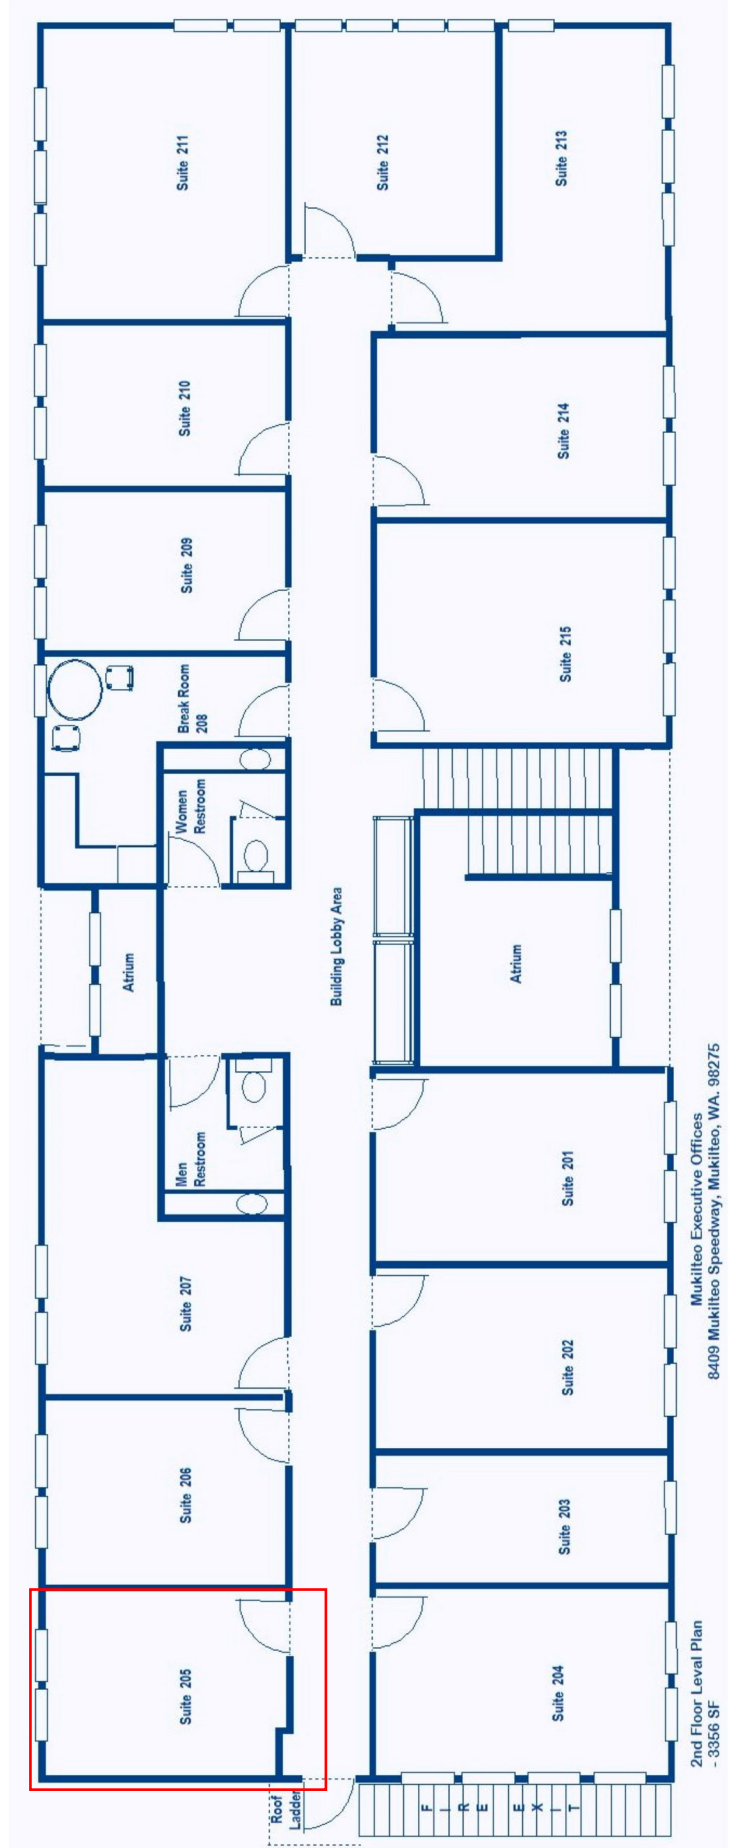 Suite 211
Suite 212
Suite 213
Suite 210
Suite 214
Suite 209
Suite 215
Break Room
208
Women
Restroom
Building Lobby Area
Atrium
Atrium
Men
Restroom
Suite 201
Suite 207
Suite 202
Suite 206
Suite 203
Suite 205
Suite 204
Roof
Ladder
FIRE EXIT
Mukilteo Executive Offices
8409 Mukilteo Speedway, Mukilteo, WA. 98275
2nd Floor Leval Plan
- 3356 SF